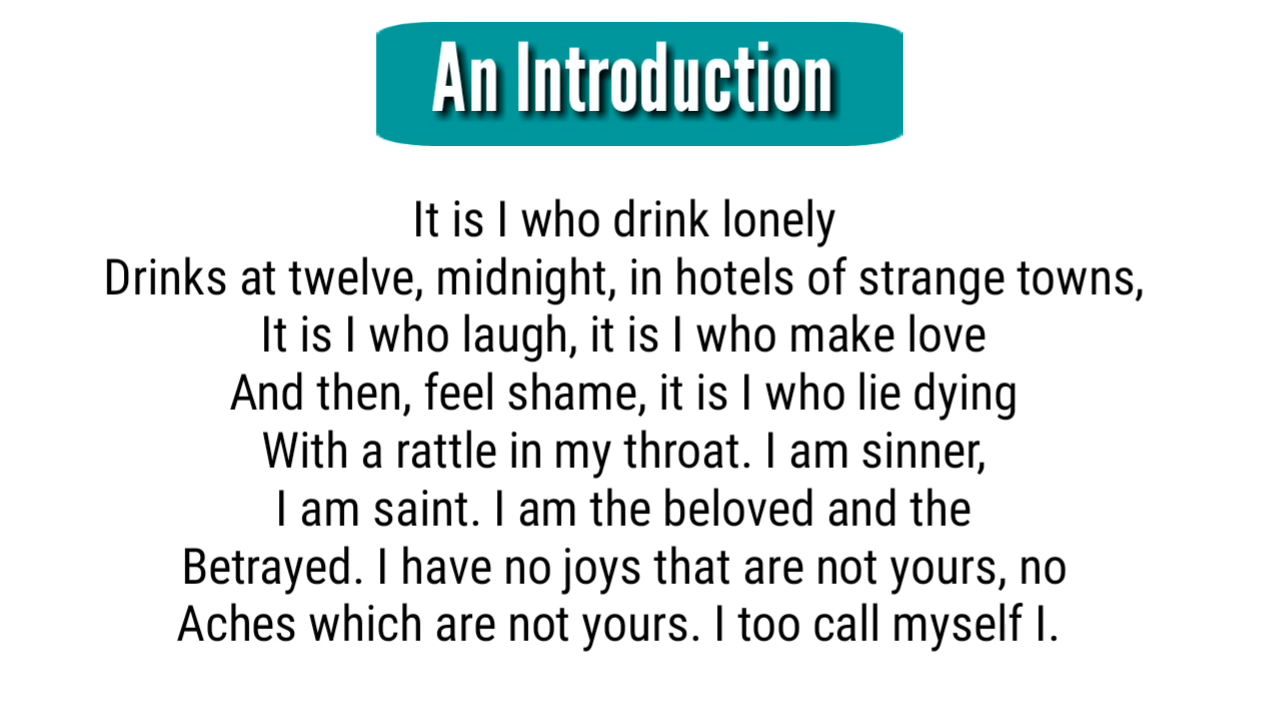 An Introduction
It is I who drink lonely
Drinks at twelve, midnight, in hotels of strange towns,
It is I who laugh, it is I who make love
And then, feel shame, it is I who lie dying
With a rattle in my throat. I am sinner,
I am saint. I am the beloved and the
Betrayed. I have no joys that are not yours, no
Aches which are not yours. I too call myself I.